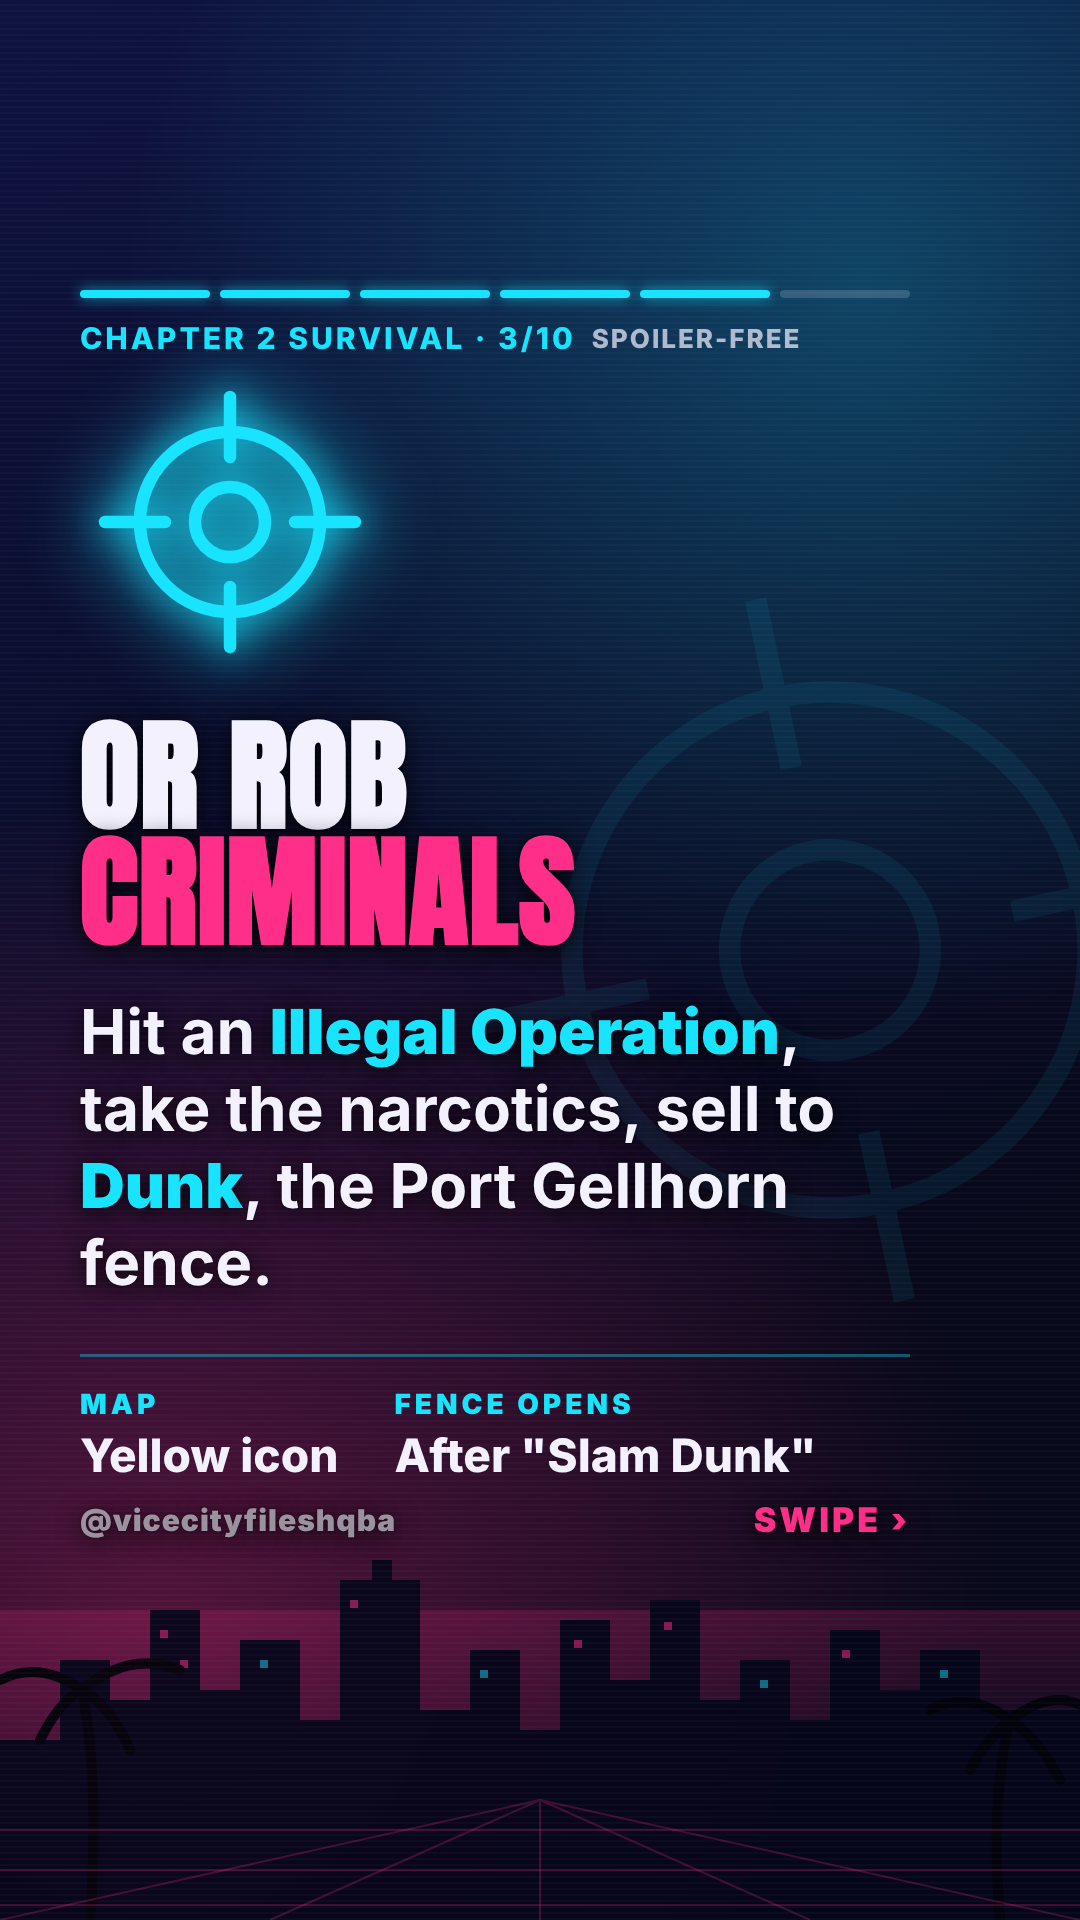 CHAPTER 2 SURVIVAL · 3/10 SPOILER-FREE
OR ROB
CRIMINALS
Hit an Illegal Operation,
take the narcotics, sell to
Dunk, the Port Gellhorn
fence.
MAP
Yellow icon
FENCE OPENS
After "Slam Dunk"
@vicecityfileshqba
SWIPE ›